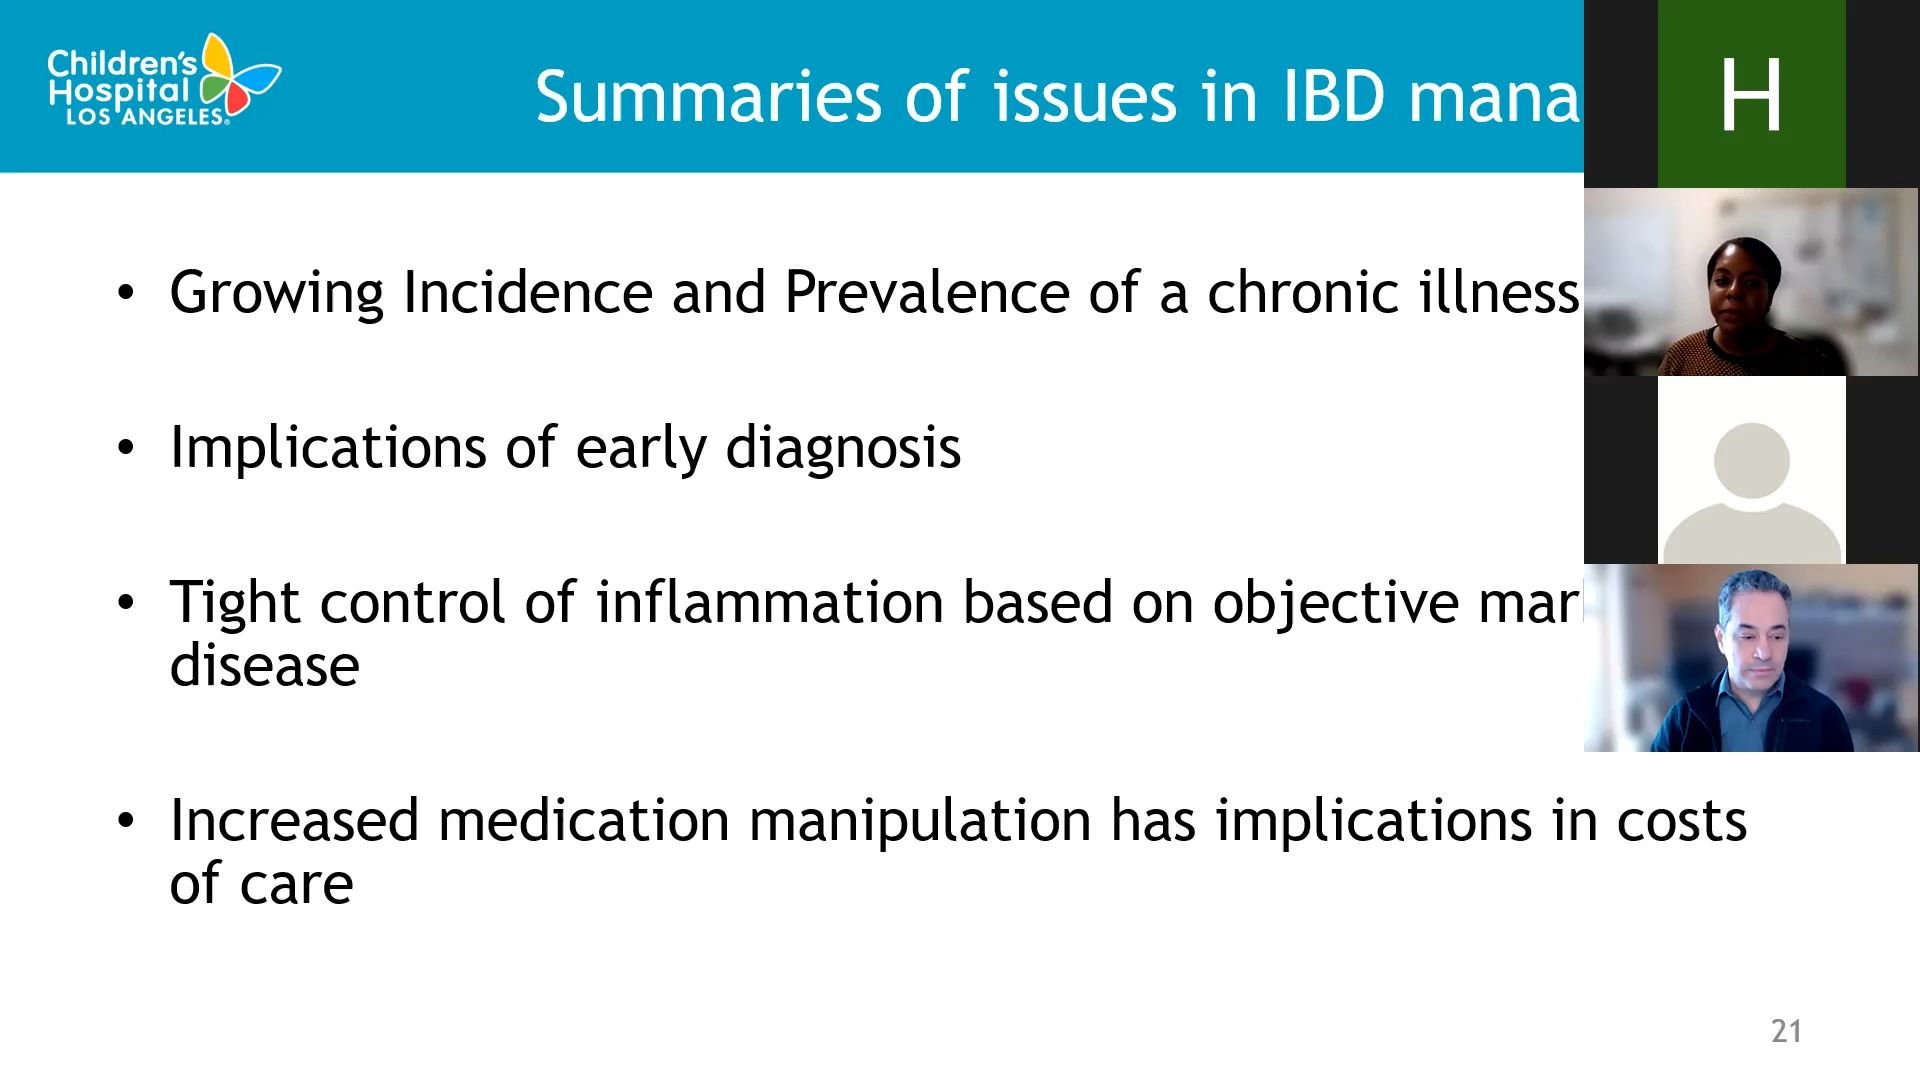 Children's
Hospital
LOS ANGELES®
Summaries of issues in IBD mana
H
• Growing Incidence and Prevalence of a chronic illness
• Implications of early diagnosis
• Tight control of inflammation based on objective mar
disease
• Increased medication manipulation has implications in costs
of care
21